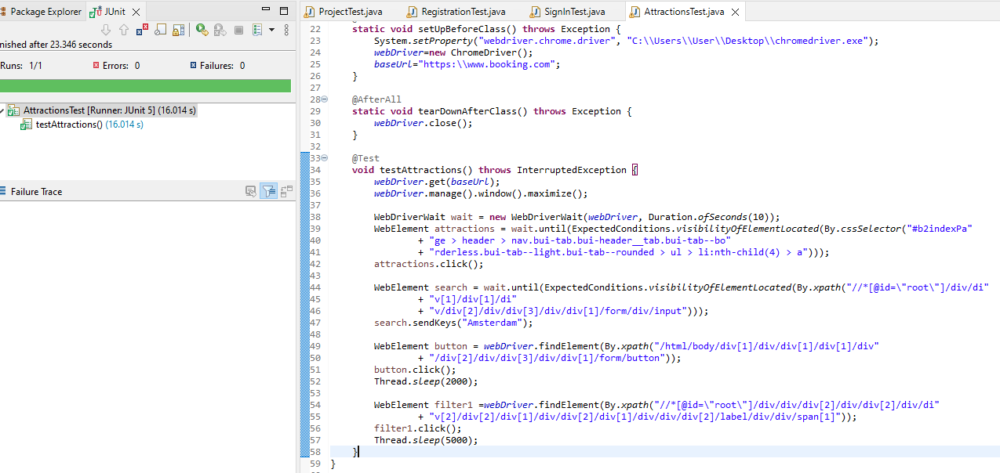 Package Explorer JUnit
nished after 23.346 seconds
Runs: 1/1 Errors: 0 Failures: 0
AttractionsTest [Runner: JUnit 5] (16.014 s)
testAttractions() (16.014 s)
Failure Trace
ProjectTest.java RegistrationTest.java SignInTest.java AttractionsTest.java
22 static void setUpBeforeClass() throws Exception {
23 System.setProperty("webdriver.chrome.driver", "C:\\Users\\User\\Desktop\\chromedriver.exe");
24 webDriver=new ChromeDriver();
25 baseUrl="https:\\www.booking.com";
26 }
27
28 @AfterAll
29 static void tearDownAfterClass() throws Exception {
30 webDriver.close();
31 }
32
33 @Test
34 void testAttractions() throws InterruptedException {
35 webDriver.get(baseUrl);
36 webDriver.manage().window().maximize();
37
38 WebDriverWait wait = new WebDriverWait(webDriver, Duration.ofSeconds(10));
39 WebElement attractions = wait.until(ExpectedConditions.visibilityOfElementLocated(By.cssSelector("#b2indexPa"
40 + "ge > header > nav.bui-tab.bui-header__tab.bui-tab--bo"
41 + "rderless.bui-tab--light.bui-tab--rounded > ul > li:nth-child(4) > a")));
42 attractions.click();
43
44 WebElement search = wait.until(ExpectedConditions.visibilityOfElementLocated(By.xpath("//*[@id=\"root\"]/div/di"
45 + "v[1]/div[1]/di"
46 + "v/div[2]/div/div[3]/div/div[1]/form/div/input")));
47 search.sendKeys("Amsterdam");
48
49 WebElement button = webDriver.findElement(By.xpath("/html/body/div[1]/div/div[1]/div[1]/div"
50 + "/div[2]/div/div[3]/div/div[1]/form/button"));
51 button.click();
52 Thread.sleep(2000);
53
54 WebElement filter1 =webDriver.findElement(By.xpath("//*[@id=\"root\"]/div/div/div[2]/div/div[2]/div/di"
55 + "v[2]/div[2]/div[1]/div/div[2]/div[1]/div/div/div[2]/label/div/div/span[1]"));
56 filter1.click();
57 Thread.sleep(5000);
58 }
59 }